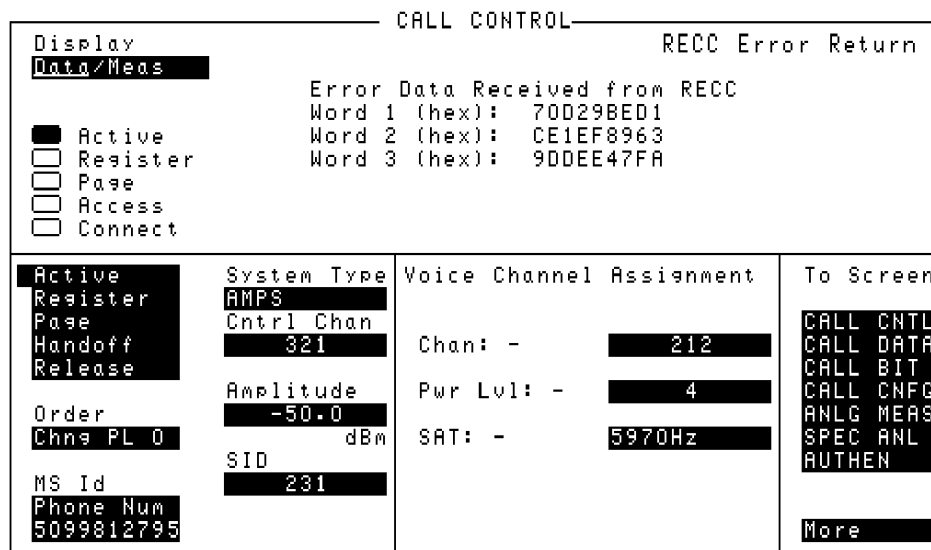 CALL CONTROL
Display
RECC Error Return
Data/Meas
Error Data Received from RECC
Word 1 (hex): 70D29BED1
Word 2 (hex): CE1EF8963
Word 3 (hex): 9DDEE47FA
Active
Register
Page
Access
Connect
Active
Register
Page
Handoff
Release
Order
Chng PL 0
MS Id
Phone Num
5099812795
System Type
AMPS
Cntrl Chan
321
Amplitude
-50.0
dBm
SID
231
Voice Channel Assignment
Chan: - 212
Pwr Lvl: - 4
SAT: - 5970Hz
To Screen
CALL CNTL
CALL DATA
CALL BIT
CALL CNFG
ANLG MEAS
SPEC ANL
AUTHEN
More